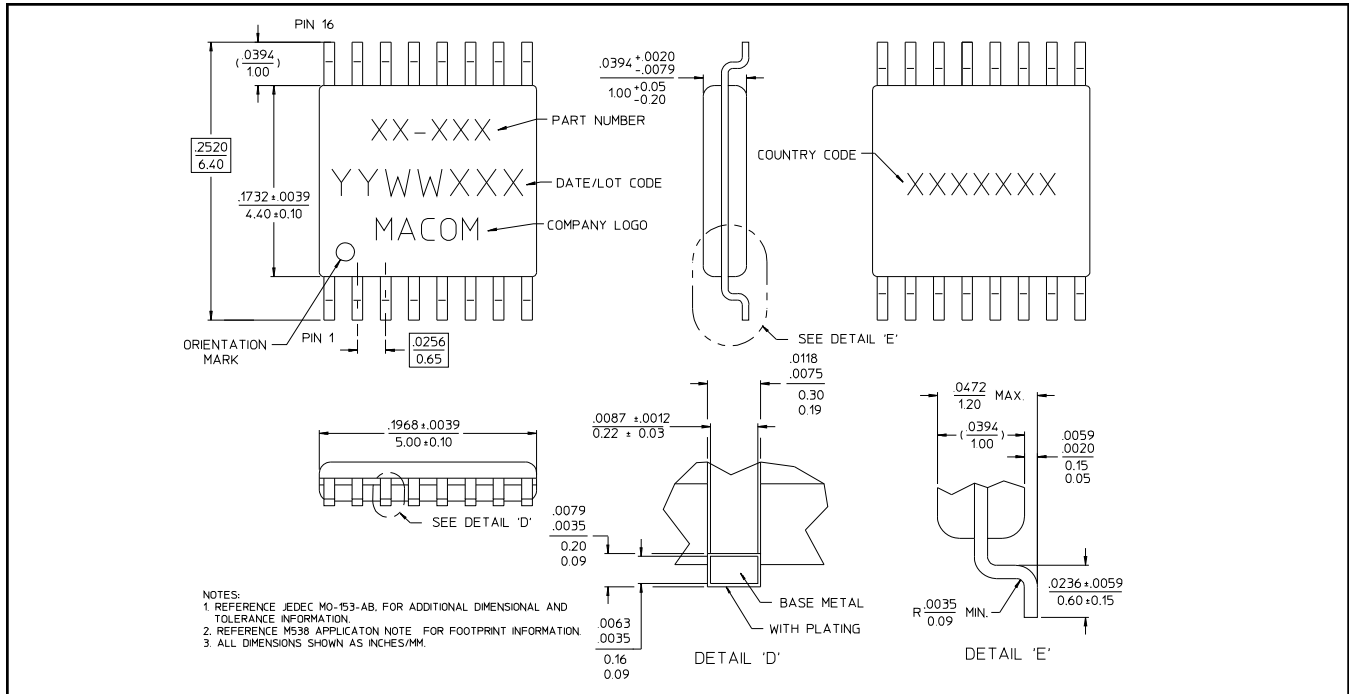 PIN 16
(.0394
1.00)
.2520
6.40
.1732 ±.0039
4.40 ±0.10
XX-XXX
PART NUMBER
YYWWXXX
DATE/LOT CODE
MACOM
COMPANY LOGO
ORIENTATION
MARK
PIN 1
.0256
0.65
.0394 +.0020
-.0079
1.00 +0.05
-0.20
SEE DETAIL 'E'
COUNTRY CODE
XXXXXXX
.1968 ±.0039
5.00 ±0.10
SEE DETAIL 'D'
.0118
.0075
0.30
0.19
.0087 ±.0012
0.22 ± 0.03
.0079
.0035
0.20
0.09
.0063
.0035
0.16
0.09
BASE METAL
WITH PLATING
DETAIL 'D'
.0472
1.20 MAX.
(.0394
1.00)
.0059
.0020
0.15
0.05
.0236 ±.0059
0.60 ±0.15
R .0035
0.09 MIN.
DETAIL 'E'
NOTES:
1. REFERENCE JEDEC MO-153-AB, FOR ADDITIONAL DIMENSIONAL AND
TOLERANCE INFORMATION.
2. REFERENCE M538 APPLICATON NOTE FOR FOOTPRINT INFORMATION.
3. ALL DIMENSIONS SHOWN AS INCHES/MM.